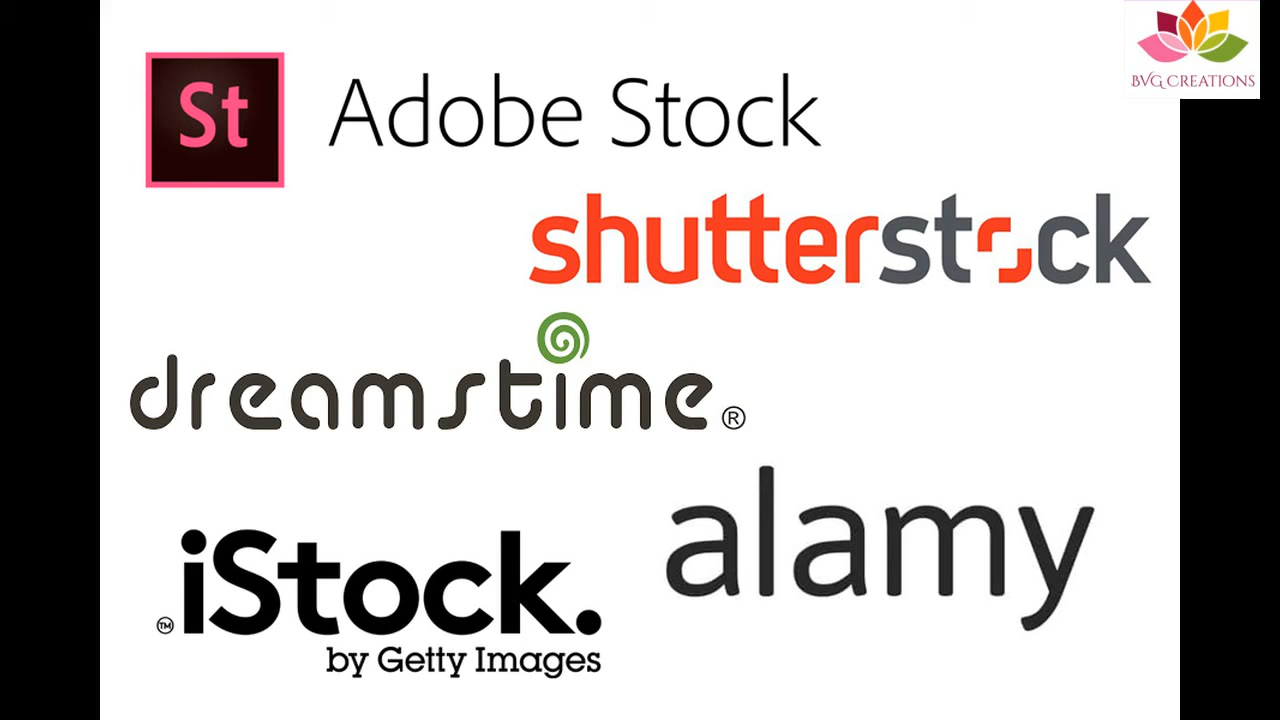 BVG CREATIONS
St Adobe Stock
shutterstock
dreamstime®
alamy
™iStock.
by Getty Images